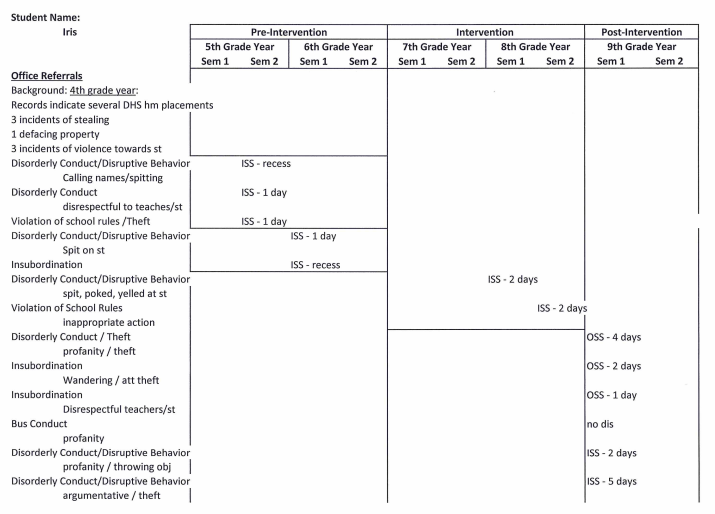 Student Name:
Iris
Pre-Intervention Intervention Post-Intervention
5th Grade Year 6th Grade Year 7th Grade Year 8th Grade Year 9th Grade Year
Sem 1 Sem 2 Sem 1 Sem 2 Sem 1 Sem 2 Sem 1 Sem 2 Sem 1 Sem 2
Office Referrals
Background: 4th grade year:
Records indicate several DHS hm placements
3 incidents of stealing
1 defacing property
3 incidents of violence towards st
Disorderly Conduct/Disruptive Behavior ISS - recess
Calling names/spitting
Disorderly Conduct ISS - 1 day
disrespectful to teaches/st
Violation of school rules /Theft ISS - 1 day
Disorderly Conduct/Disruptive Behavior ISS - 1 day
Spit on st
Insubordination ISS - recess
Disorderly Conduct/Disruptive Behavior ISS - 2 days
spit, poked, yelled at st
Violation of School Rules ISS - 2 days
inappropriate action
Disorderly Conduct / Theft OSS - 4 days
profanity / theft
Insubordination OSS - 2 days
Wandering / att theft
Insubordination OSS - 1 day
Disrespectful teachers/st
Bus Conduct no dis
profanity
Disorderly Conduct/Disruptive Behavior ISS - 2 days
profanity / throwing obj
Disorderly Conduct/Disruptive Behavior ISS - 5 days
argumentative / theft